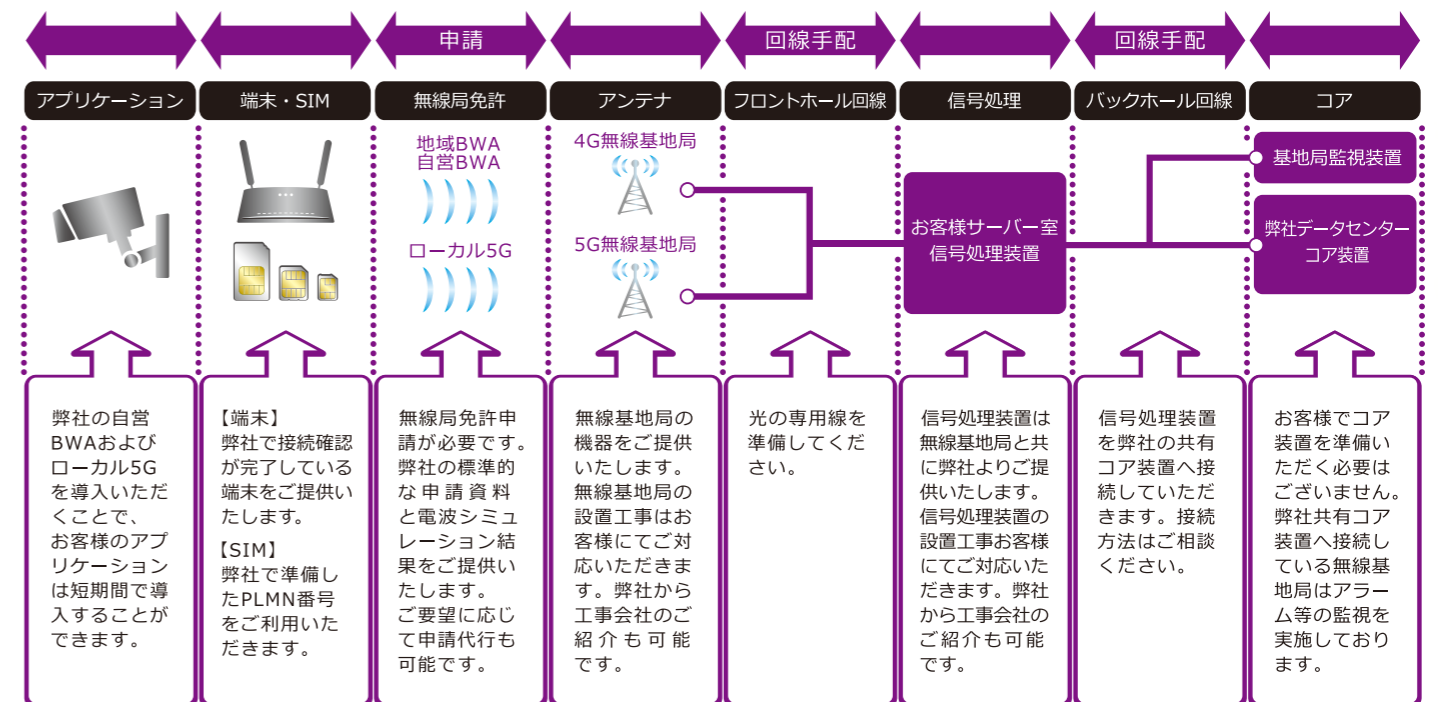 申請
回線手配
回線手配
アプリケーション
端末・SIM
無線局免許
アンテナ
フロントホール回線
信号処理
バックホール回線
コア
地域BWA
自営BWA
ローカル5G
4G無線基地局
5G無線基地局
お客様サーバー室
信号処理装置
基地局監視装置
弊社データセンター
コア装置
弊社の自営
BWAおよび
ローカル5G
を導入いただ
くことで、
お客様のアプ
リケーション
は短期間で導
入することが
できます。
【端末】
弊社で接続確認
が完了している
端末をご提供い
たします。
【SIM】
弊社で準備し
たPLMN番号
をご利用いた
だきます。
無線局免許申
請が必要です。
弊社の標準的
な申請資料
と電波シミュ
レーション結
果をご提供い
たします。
ご要望に応じ
て申請代行も
可能です。
無線基地局の
機器をご提供
いたします。
無線基地局の
設置工事はお
客様にてご対
応いただきま
す。弊社から
工事会社のご
紹介も可能
です。
光の専用線を
準備してくだ
さい。
信号処理装置は
無線基地局と共
に弊社よりご提
供いたします。
信号処理装置の
設置工事お客様
にてご対応いた
だきます。弊社
から工事会社の
ご紹介も可能
です。
信号処理装置
を弊社の共有
コア装置へ接
続していただ
きます。接続
方法はご相談
ください。
お客様でコア
装置を準備い
ただく必要は
ございません。
弊社共有コア
装置へ接続し
ている無線基
地局はアラー
ム等の監視を
実施しており
ます。